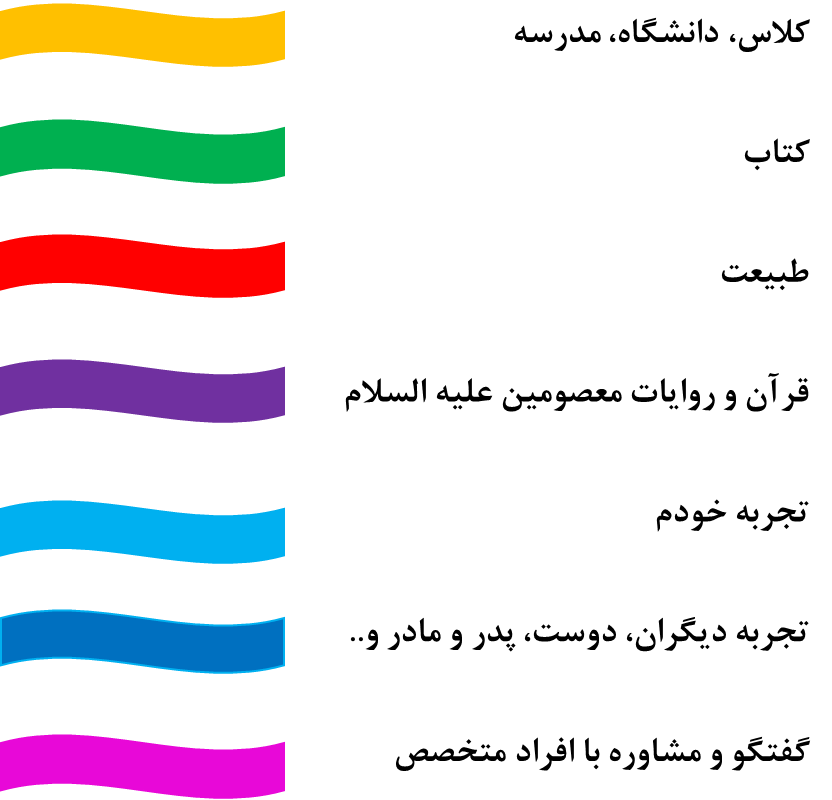 کلاس، دانشگاه، مدرسه
کتاب
طبیعت
قرآن و روایات معصومین علیه السلام
تجربه خودم
تجربه دیگران، دوست، پدر و مادر و..
گفتگو و مشاوره با افراد متخصص